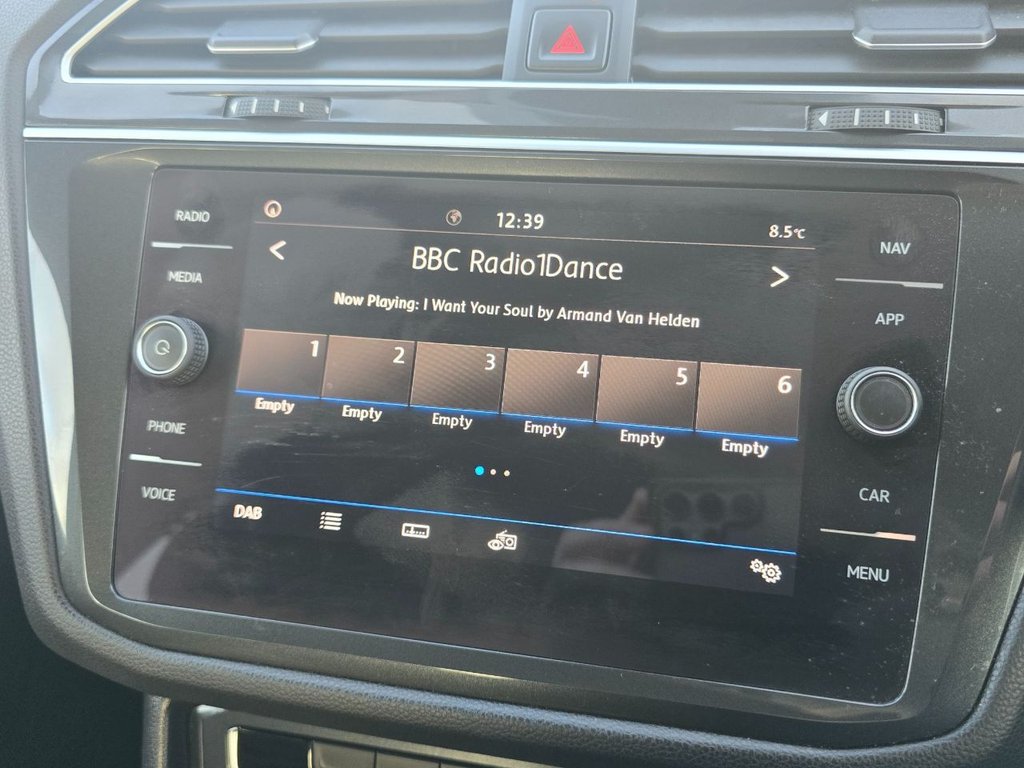 RADIO
MEDIA
PHONE
VOICE
12:39
8.5°C
< BBC Radio1Dance >
Now Playing: I Want Your Soul by Armand Van Helden
1 2 3 4 5 6
Empty Empty Empty Empty Empty Empty
DAB
NAV
APP
CAR
MENU